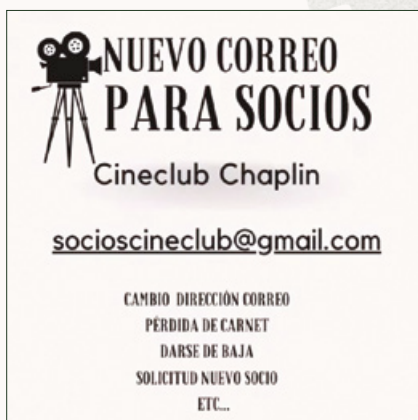 NUEVO CORREO
PARA SOCIOS
Cineclub Chaplin
socioscineclub@gmail.com
CAMBIO DIRECCIÓN CORREO
PÉRDIDA DE CARNET
DARSE DE BAJA
SOLICITUD NUEVO SOCIO
ETC...